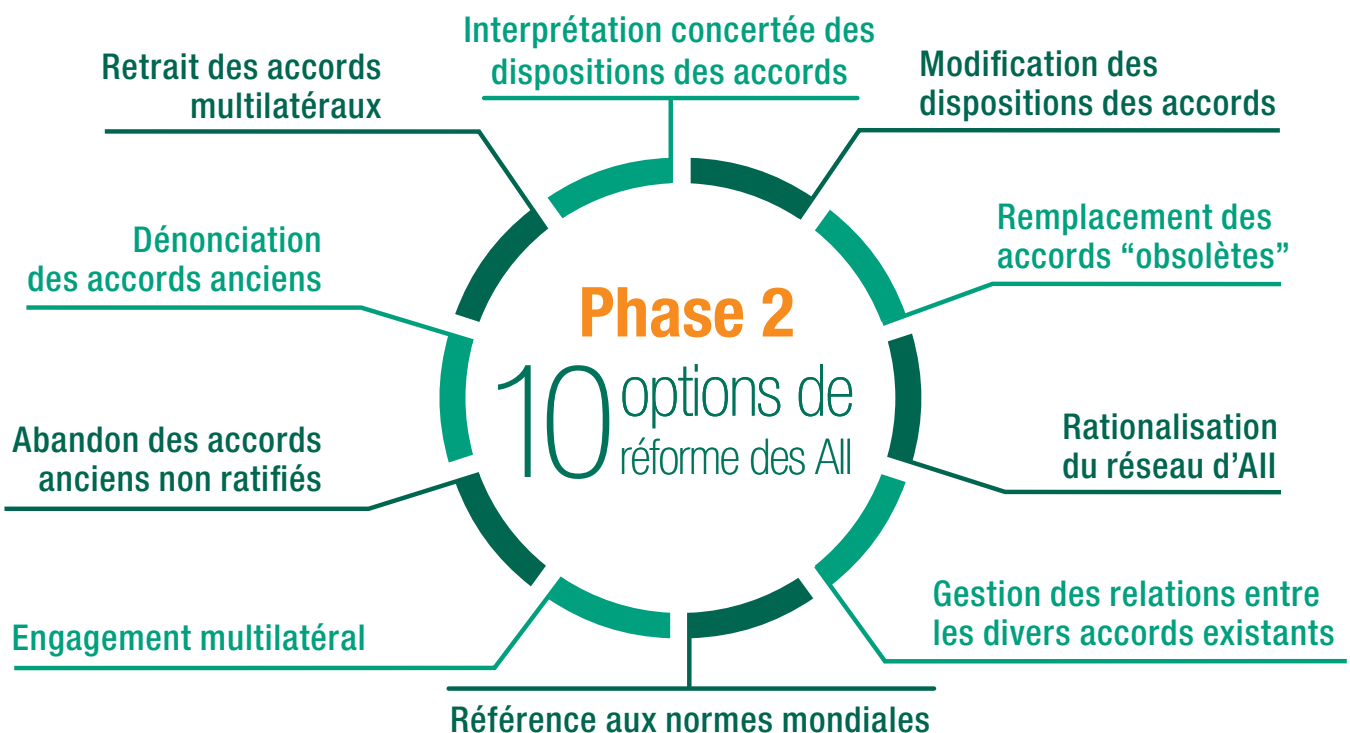 Phase 2
10 options de
réforme des AII
Interprétation concertée des
dispositions des accords
Modification des
dispositions des accords
Remplacement des
accords “obsolètes”
Rationalisation
du réseau d’AII
Gestion des relations entre
les divers accords existants
Référence aux normes mondiales
Engagement multilatéral
Abandon des accords
anciens non ratifiés
Dénonciation
des accords anciens
Retrait des accords
multilatéraux